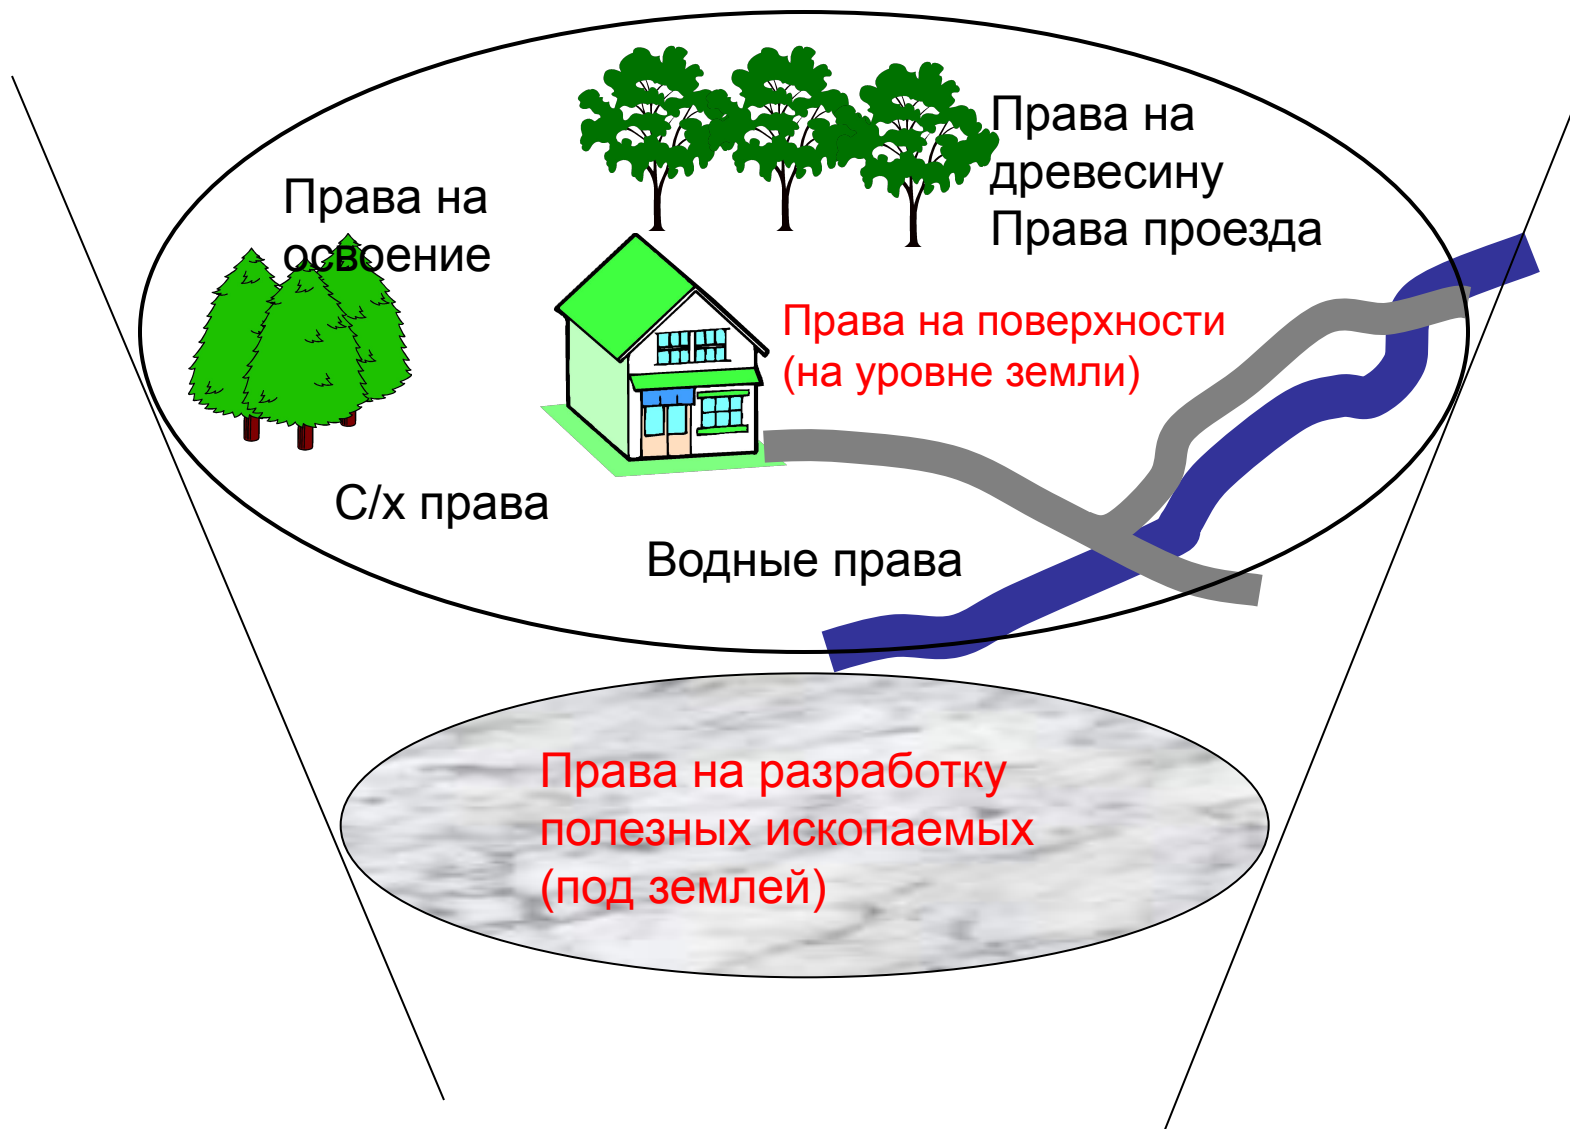 Права на
древесину
Права проезда
Права на
освоение
Права на поверхности
(на уровне земли)
С/х права
Водные права
Права на разработку
полезных ископаемых
(под землей)